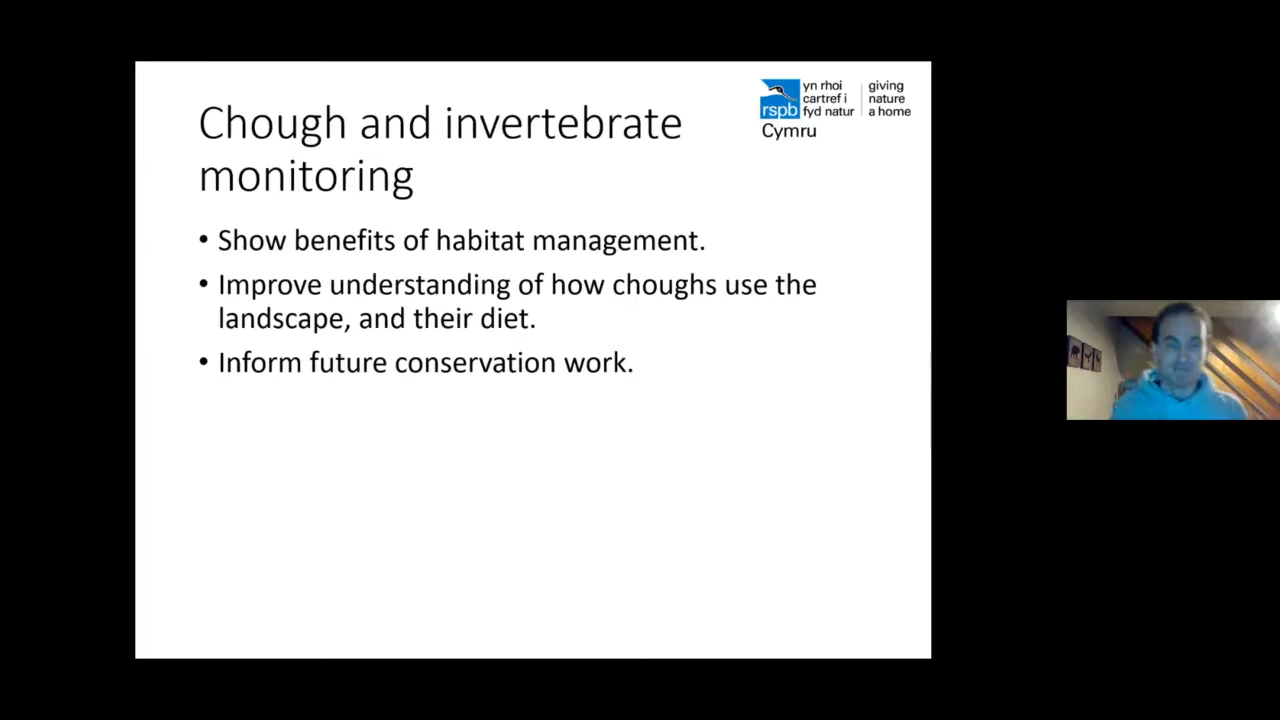 Chough and invertebrate
monitoring
yn rhoi
cartref i
fyd natur
giving
nature
a home
rspb
Cymru
• Show benefits of habitat management.
• Improve understanding of how choughs use the
landscape, and their diet.
• Inform future conservation work.